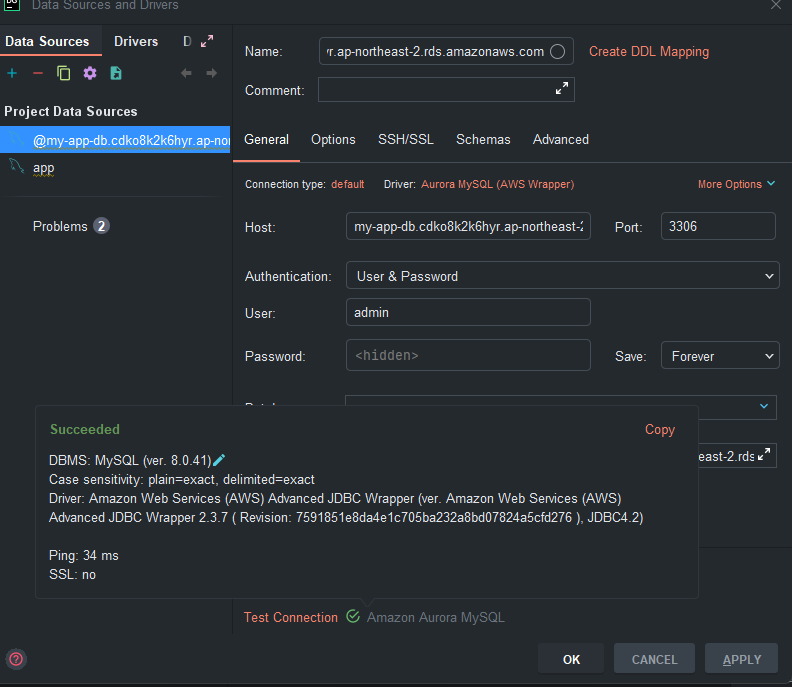 Data Sources and Drivers
Data Sources Drivers D
Name: r.ap-northeast-2.rds.amazonaws.com Create DDL Mapping
Comment:
Project Data Sources
@my-app-db.cdko8k2k6hyr.ap-nor
app
Problems 2
General Options SSH/SSL Schemas Advanced
Connection type: default Driver: Aurora MySQL (AWS Wrapper) More Options
Host: my-app-db.cdko8k2k6hyr.ap-northeast-2 Port: 3306
Authentication: User & Password
User: admin
Password: <hidden> Save: Forever
east-2.rds
Succeeded Copy
DBMS: MySQL (ver. 8.0.41)
Case sensitivity: plain=exact, delimited=exact
Driver: Amazon Web Services (AWS) Advanced JDBC Wrapper (ver. Amazon Web Services (AWS)
Advanced JDBC Wrapper 2.3.7 ( Revision: 7591851e8da4e1c705ba232a8bd07824a5cfd276 ), JDBC4.2)
Ping: 34 ms
SSL: no
Test Connection Amazon Aurora MySQL
? OK CANCEL APPLY